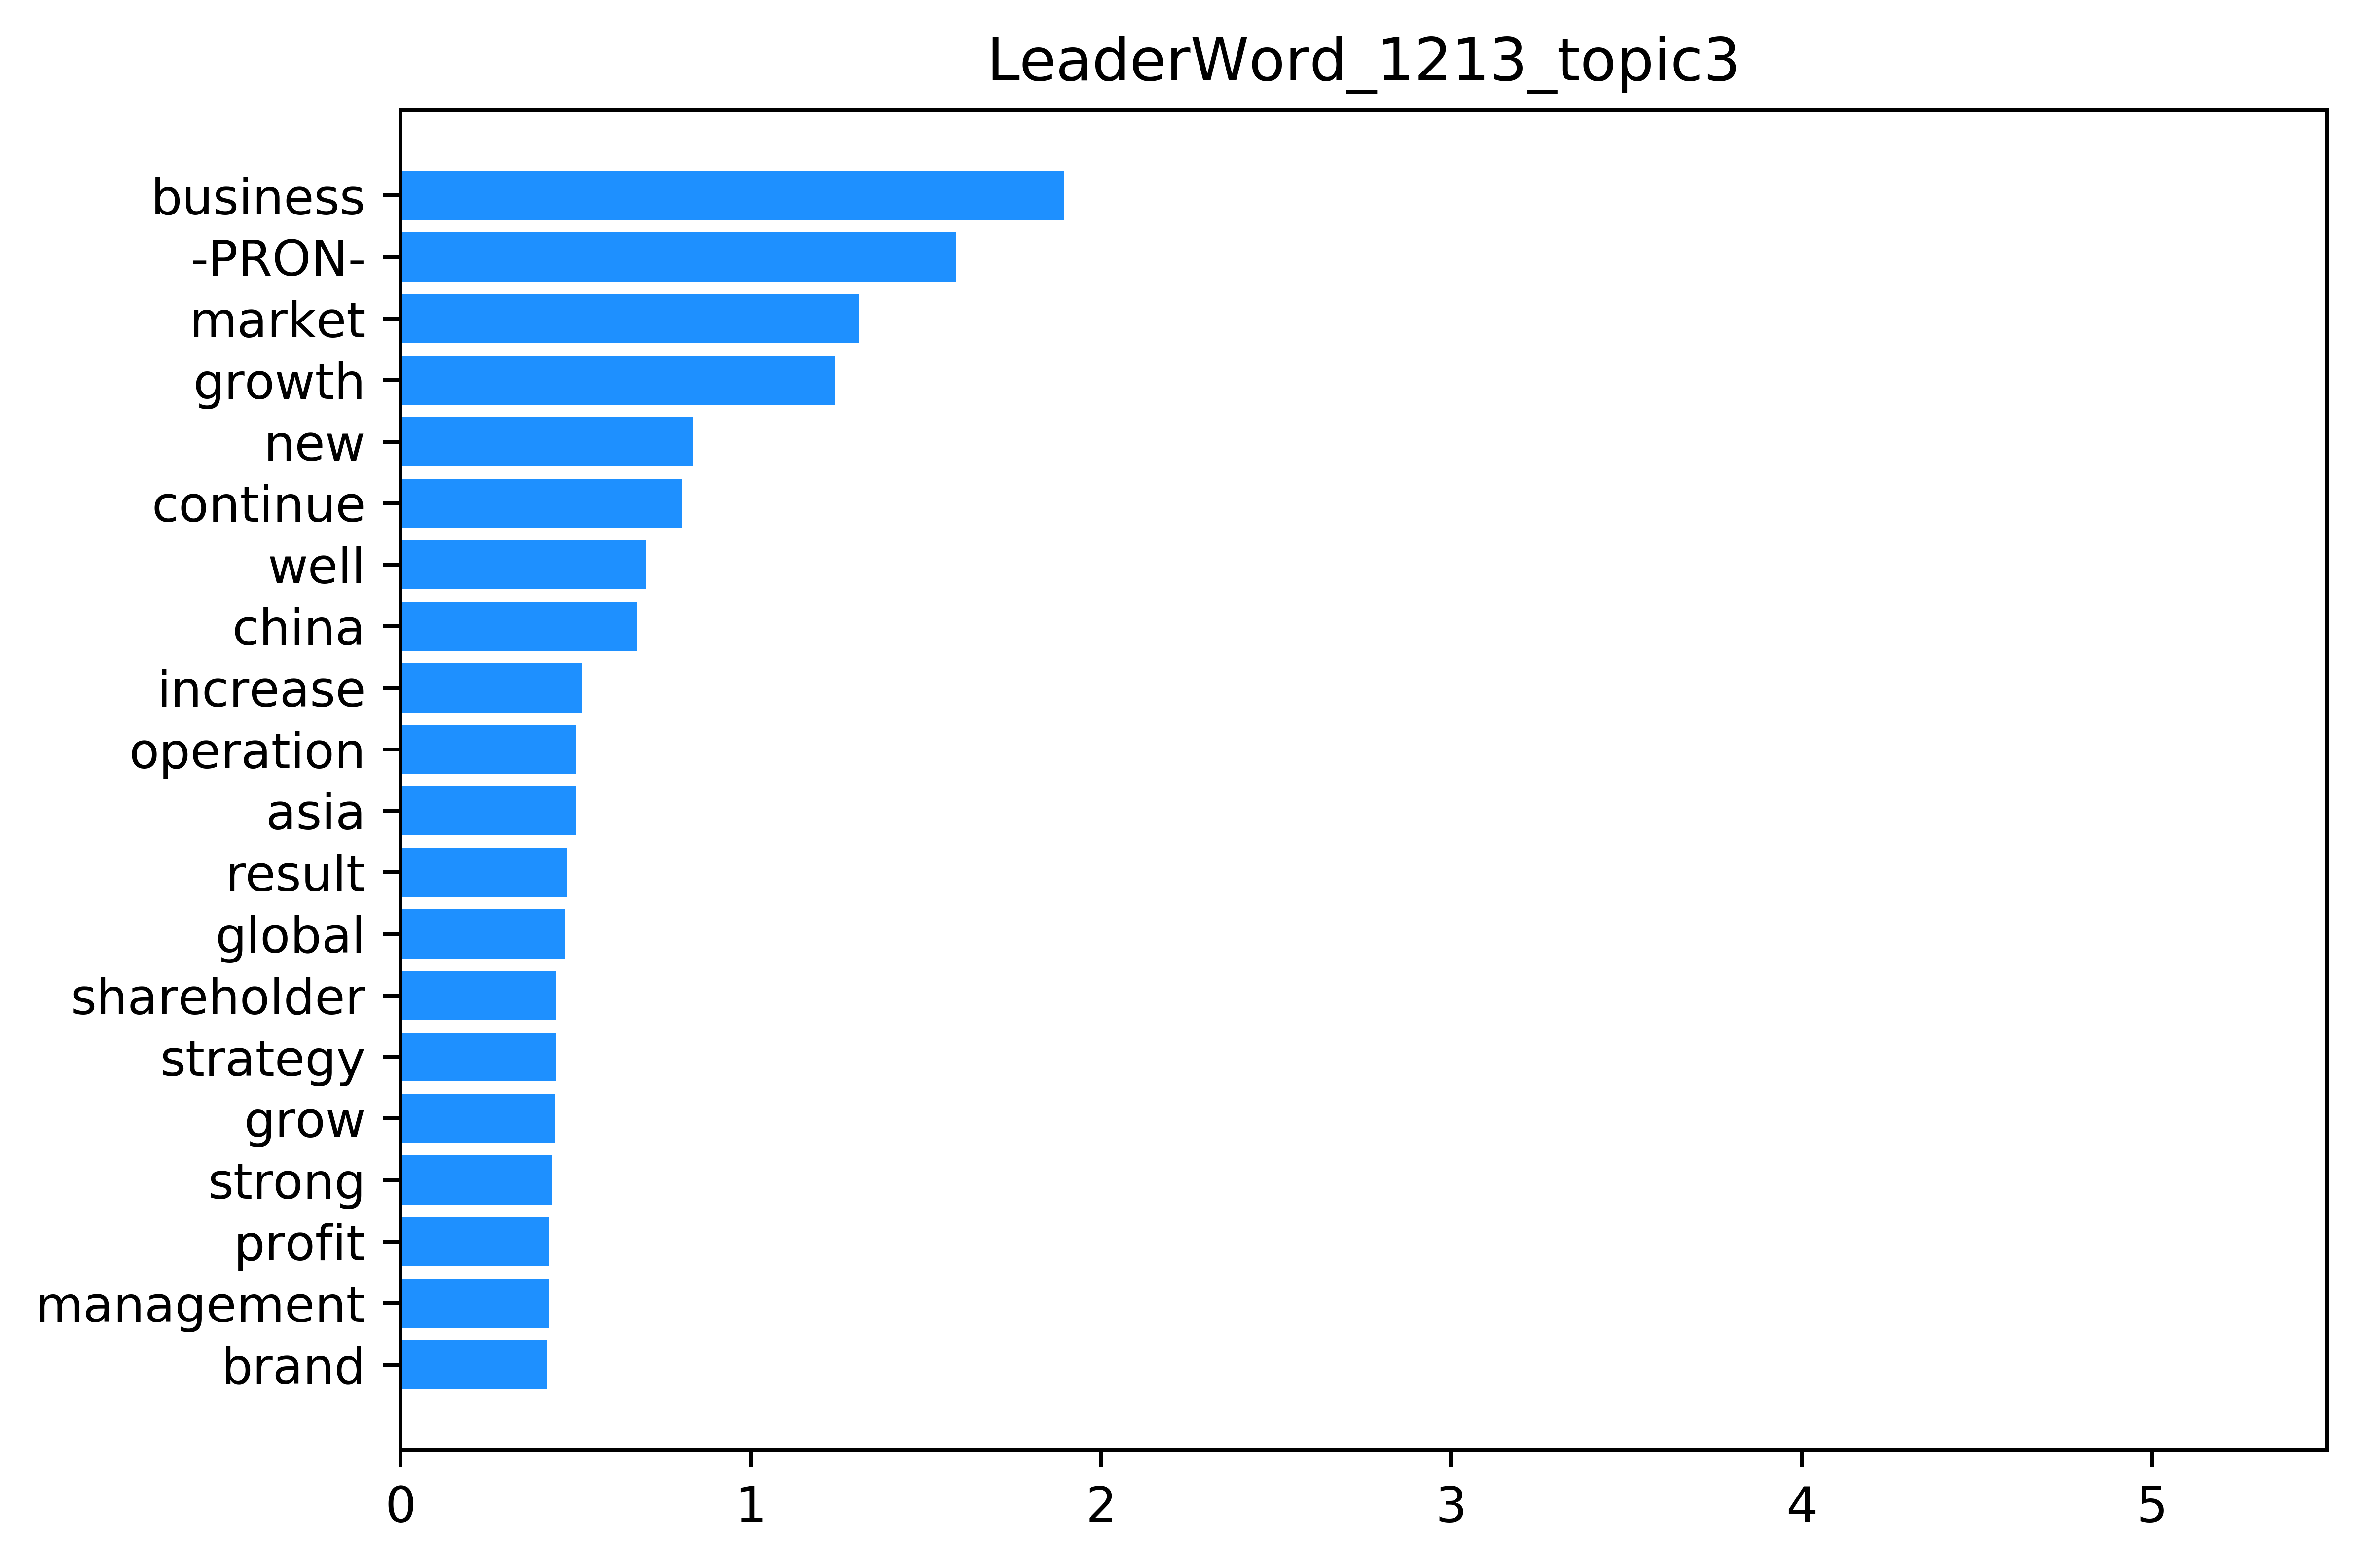 LeaderWord_1213_topic3
business
-PRON-
market
growth
new
continue
well
china
increase
operation
asia
result
global
shareholder
strategy
grow
strong
profit
management
brand
0 1 2 3 4 5